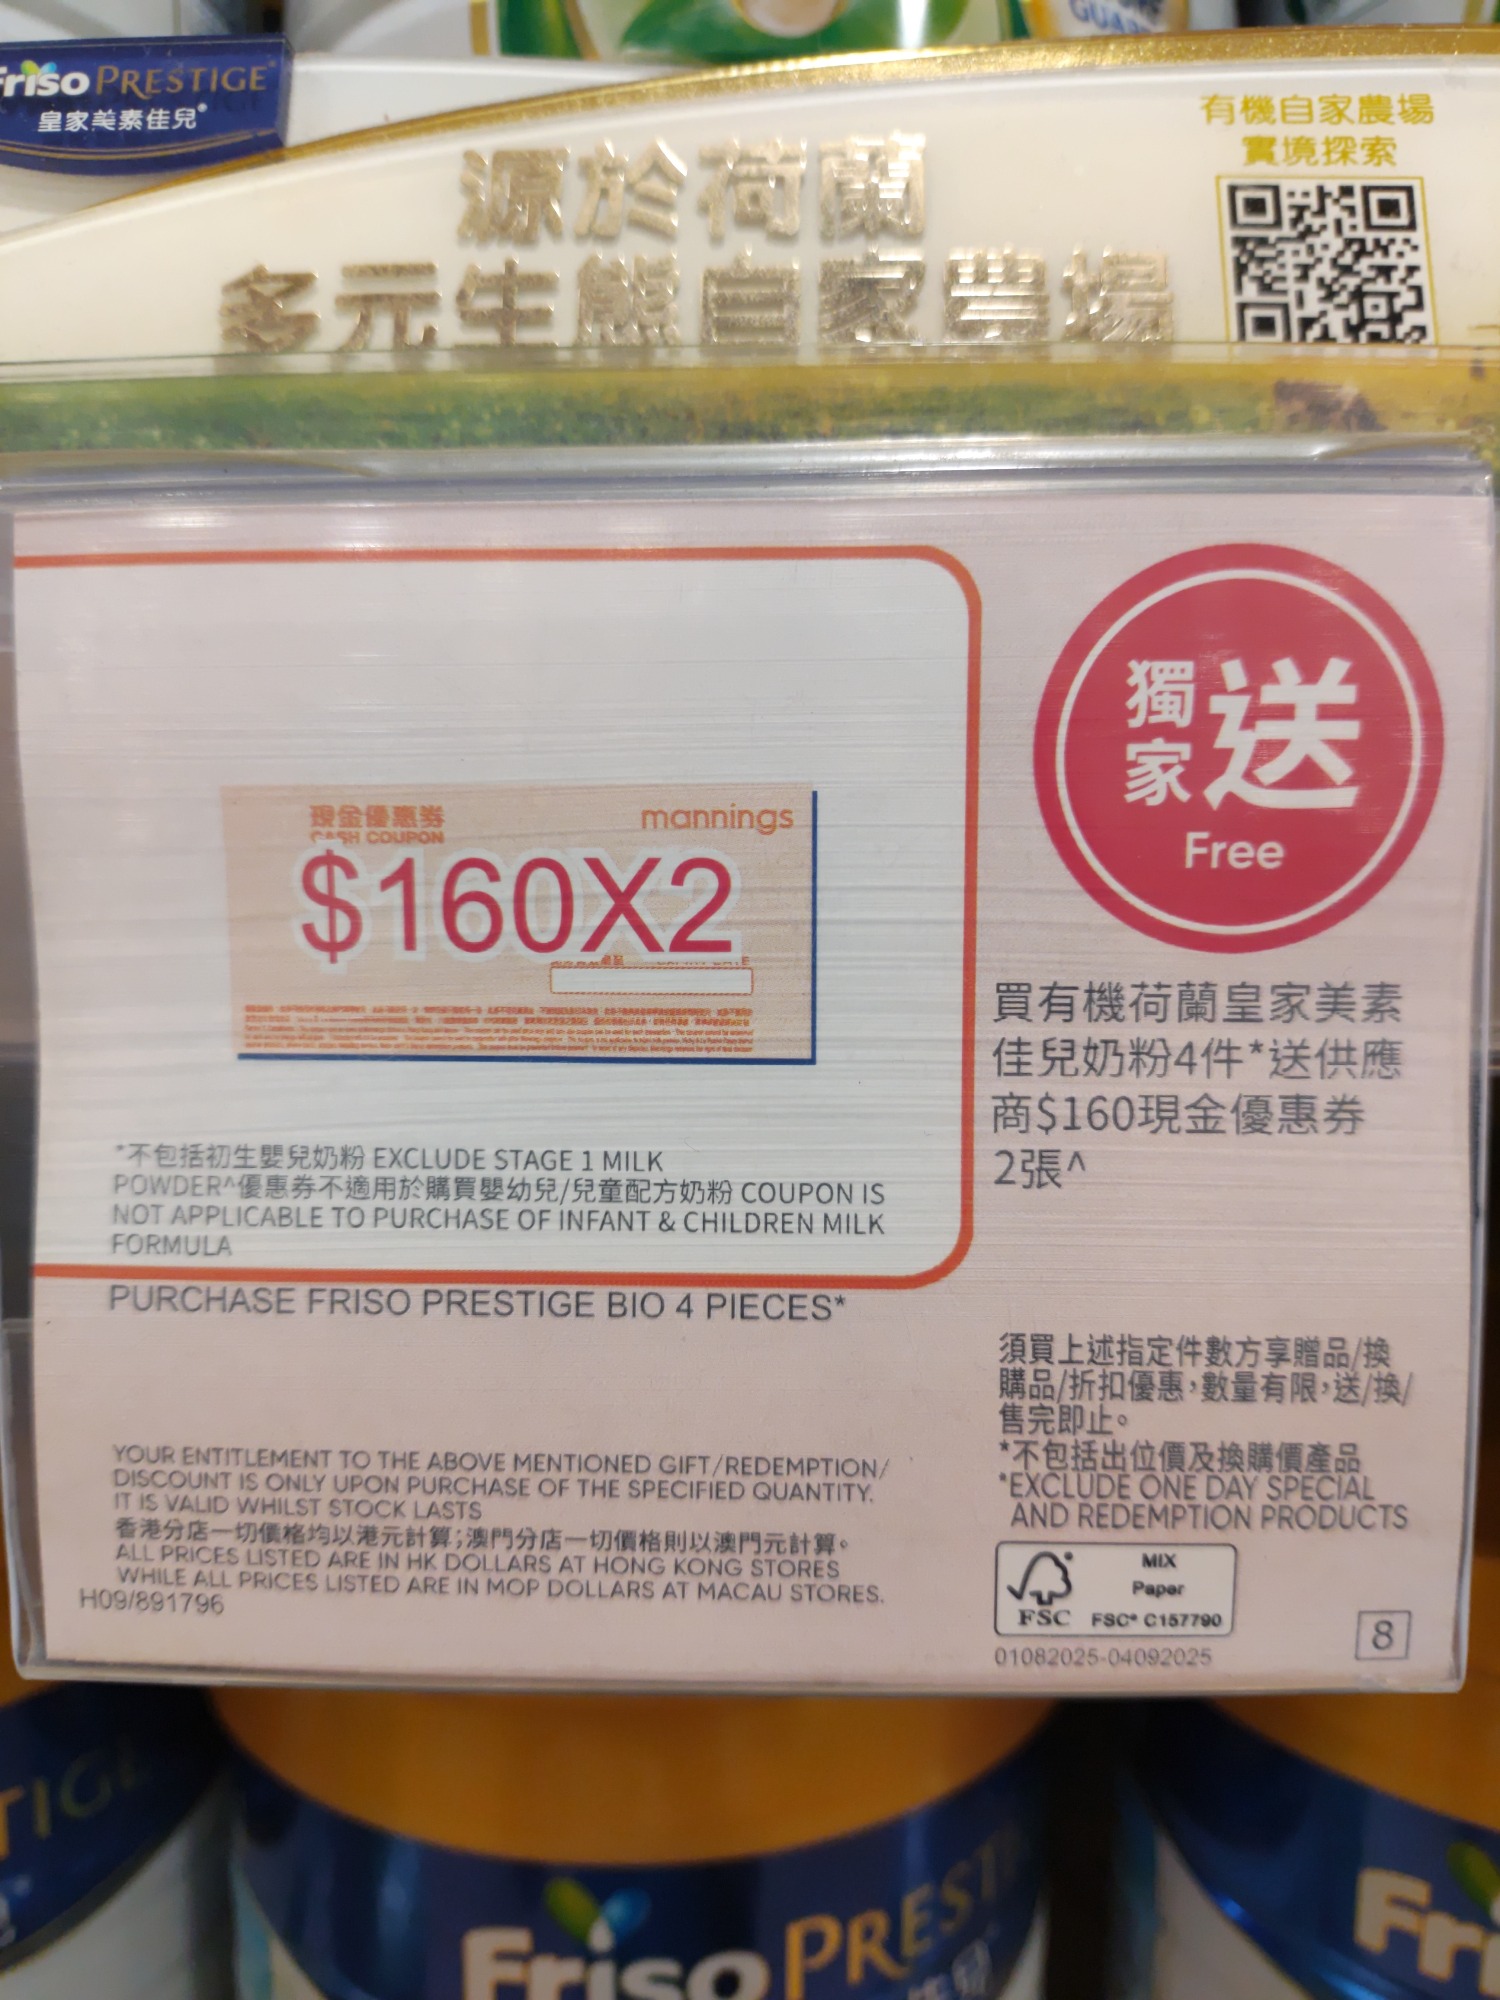 Friso PRESTIGE
皇家美素佳兒®
有機自家農場
實境探索
源於荷蘭
多元生態自家農場
獨家送
Free
現金優惠券
CASH COUPON
mannings
$160X2
買有機荷蘭皇家美素
佳兒奶粉4件*送供應
商$160現金優惠券
2張^
*不包括初生嬰兒奶粉 EXCLUDE STAGE 1 MILK
POWDER^優惠券不適用於購買嬰幼兒/兒童配方奶粉 COUPON IS
NOT APPLICABLE TO PURCHASE OF INFANT & CHILDREN MILK
FORMULA
PURCHASE FRISO PRESTIGE BIO 4 PIECES*
須買上述指定件數方享贈品/換
購品/折扣優惠,數量有限,送/換/
售完即止。
*不包括出位價及換購價產品
*EXCLUDE ONE DAY SPECIAL
AND REDEMPTION PRODUCTS
YOUR ENTITLEMENT TO THE ABOVE MENTIONED GIFT/REDEMPTION/
DISCOUNT IS ONLY UPON PURCHASE OF THE SPECIFIED QUANTITY.
IT IS VALID WHILST STOCK LASTS
香港分店一切價格均以港元計算;澳門分店一切價格則以澳門元計算。
ALL PRICES LISTED ARE IN HK DOLLARS AT HONG KONG STORES
WHILE ALL PRICES LISTED ARE IN MOP DOLLARS AT MACAU STORES.
H09/891796
MIX
Paper
FSC
FSC® C157790
01082025-04092025
8
Friso PREST
Fri